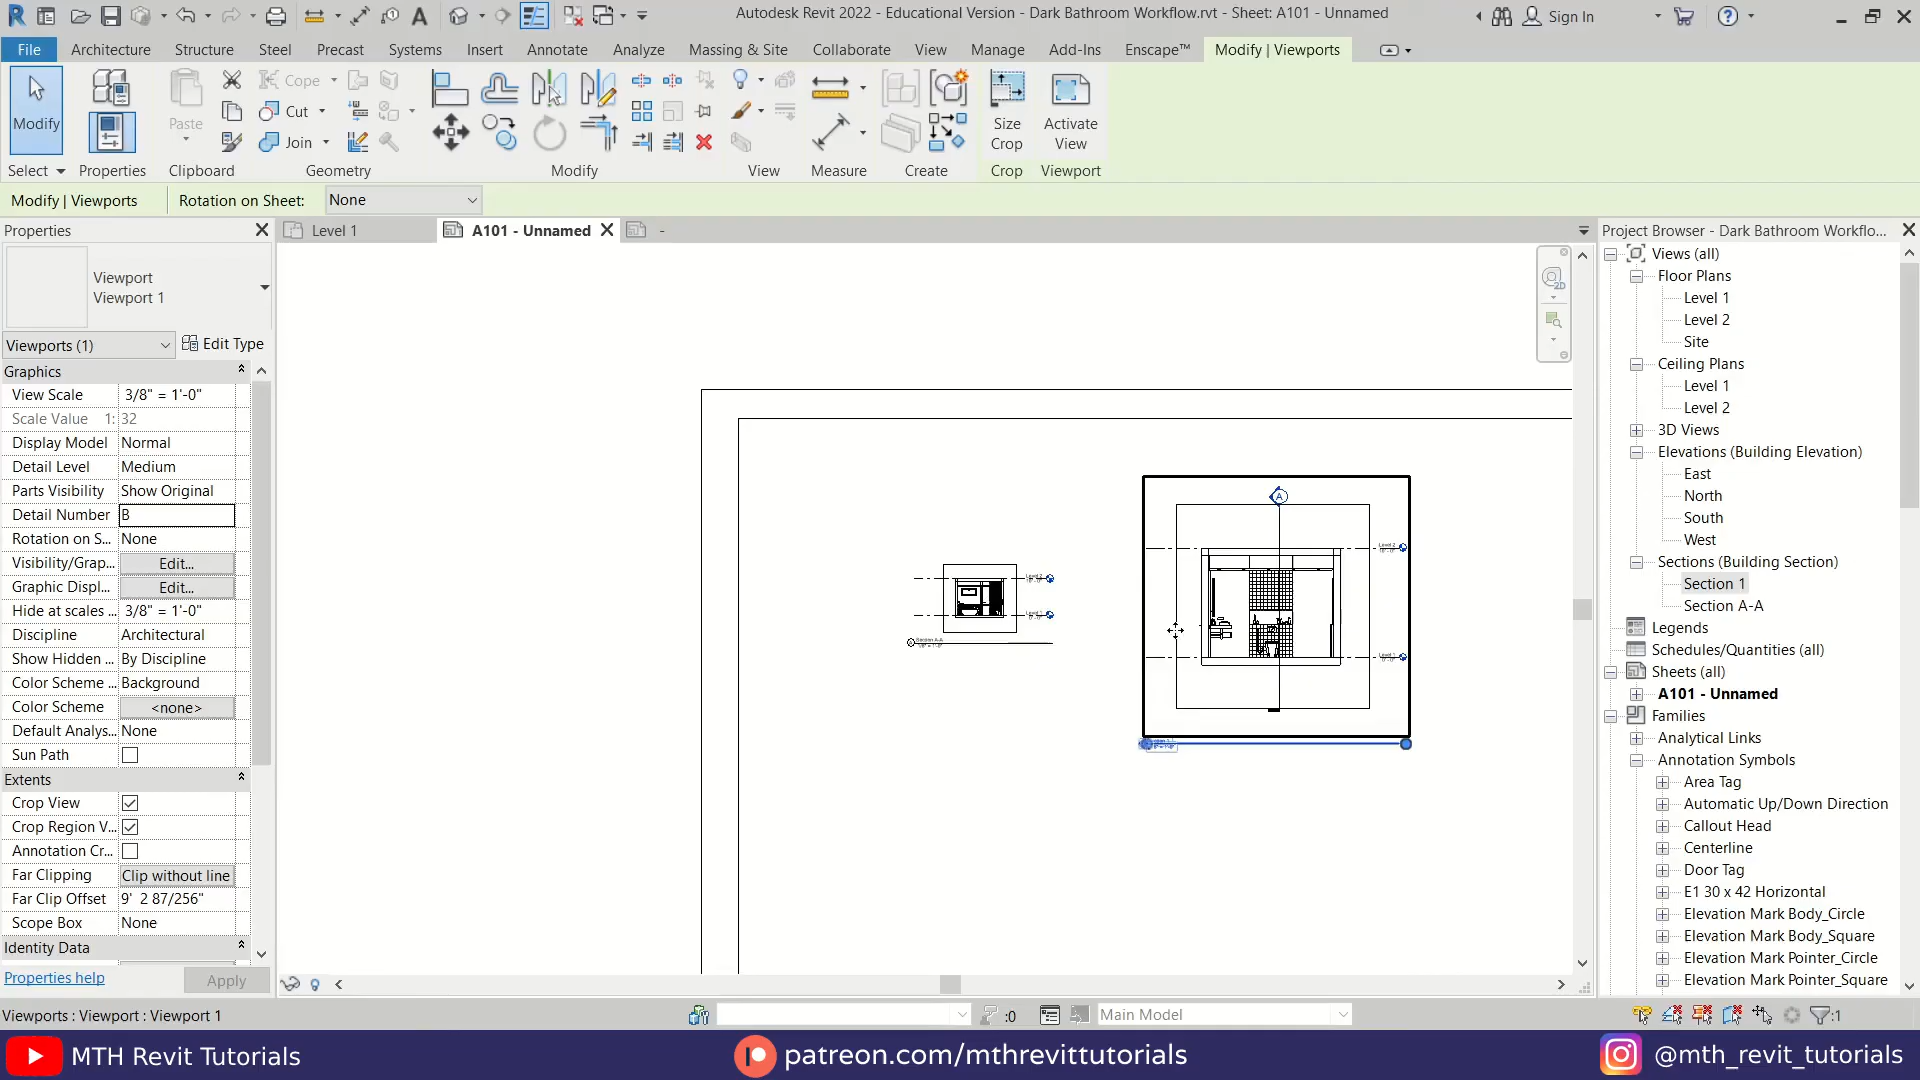 Autodesk Revit 2022 - Educational Version - Dark Bathroom Workflow.rvt - Sheet: A101 - Unnamed
Sign In
File Architecture Structure Steel Precast Systems Insert Annotate Analyze Massing & Site Collaborate View Manage Add-Ins Enscape™ Modify | Viewports
Modify
Paste
Cope
Cut
Join
Size
Crop
Activate
View
Select Properties Clipboard Geometry Modify View Measure Create Crop Viewport
Modify | Viewports Rotation on Sheet: None
Properties
Level 1
A101 - Unnamed
-
Project Browser - Dark Bathroom Workflo...
Viewport
Viewport 1
Viewports (1)
Edit Type
Graphics
View Scale 3/8" = 1'-0"
Scale Value 1: 32
Display Model Normal
Detail Level Medium
Parts Visibility Show Original
Detail Number B
Rotation on S... None
Visibility/Grap... Edit...
Graphic Displ... Edit...
Hide at scales ... 3/8" = 1'-0"
Discipline Architectural
Show Hidden ... By Discipline
Color Scheme ... Background
Color Scheme <none>
Default Analys... None
Sun Path
Extents
Crop View
Crop Region V...
Annotation Cr...
Far Clipping Clip without line
Far Clip Offset 9' 2 87/256"
Scope Box None
Identity Data
Properties help
Apply
2D
A
Level 2
Level 1
Section A-A
Views (all)
Floor Plans
Level 1
Level 2
Site
Ceiling Plans
Level 1
Level 2
3D Views
Elevations (Building Elevation)
East
North
South
West
Sections (Building Section)
Section 1
Section A-A
Legends
Schedules/Quantities (all)
Sheets (all)
A101 - Unnamed
Families
Analytical Links
Annotation Symbols
Area Tag
Automatic Up/Down Direction
Callout Head
Centerline
Door Tag
E1 30 x 42 Horizontal
Elevation Mark Body_Circle
Elevation Mark Body_Square
Elevation Mark Pointer_Circle
Elevation Mark Pointer_Square
Viewports : Viewport : Viewport 1
:0
Main Model
:1
MTH Revit Tutorials
patreon.com/mthrevittutorials
@mth_revit_tutorials